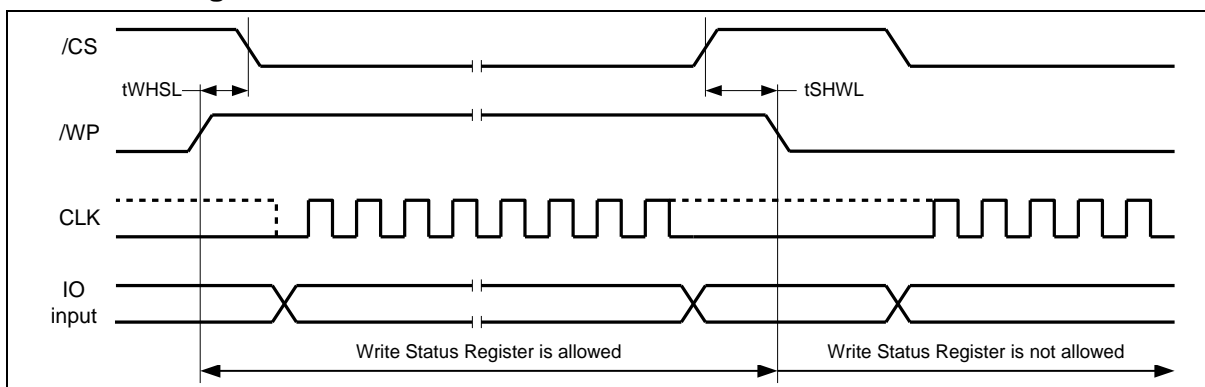 /CS
tWHSL
tSHWL
/WP
CLK
IO
input
Write Status Register is allowed
Write Status Register is not allowed